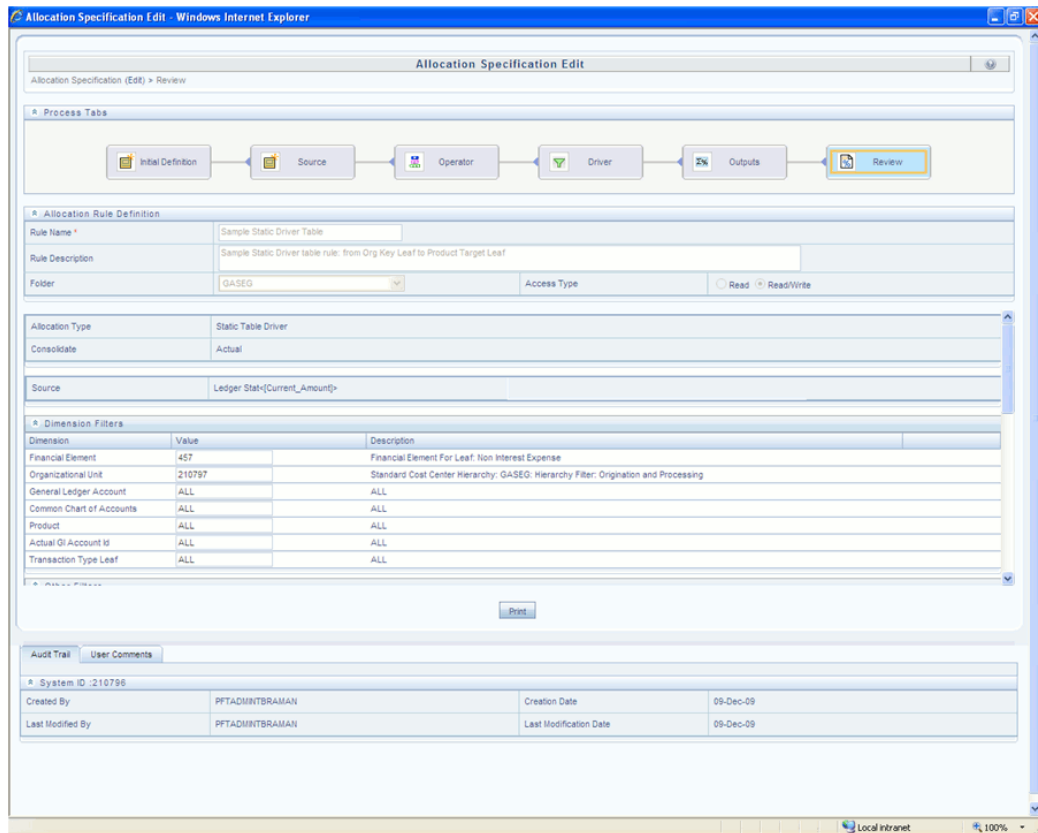 Allocation Specification Edit - Windows Internet Explorer
Allocation Specification Edit
Allocation Specification (Edit) > Review
Process Tabs
Initial Definition
Source
Operator
Driver
Outputs
Review
Allocation Rule Definition
Rule Name * Sample Static Driver Table
Rule Description Sample Static Driver table rule: from Org Key Leaf to Product Target Leaf
Folder GASEG Access Type Read Read/Write
Allocation Type Static Table Driver
Consolidate Actual
Source Ledger Stat<[Current_Amount]>
Dimension Filters
Dimension Value Description
Financial Element 457 Financial Element For Leaf: Non Interest Expense
Organizational Unit 210797 Standard Cost Center Hierarchy: GASEG: Hierarchy Filter: Origination and Processing
General Ledger Account ALL ALL
Common Chart of Accounts ALL ALL
Product ALL ALL
Actual Gl Account Id ALL ALL
Transaction Type Leaf ALL ALL
Other Filters
Print
Audit Trail User Comments
System ID :210796
Created By PFTADMINTBRAMAN Creation Date 09-Dec-09
Last Modified By PFTADMINTBRAMAN Last Modification Date 09-Dec-09
Local intranet 100%